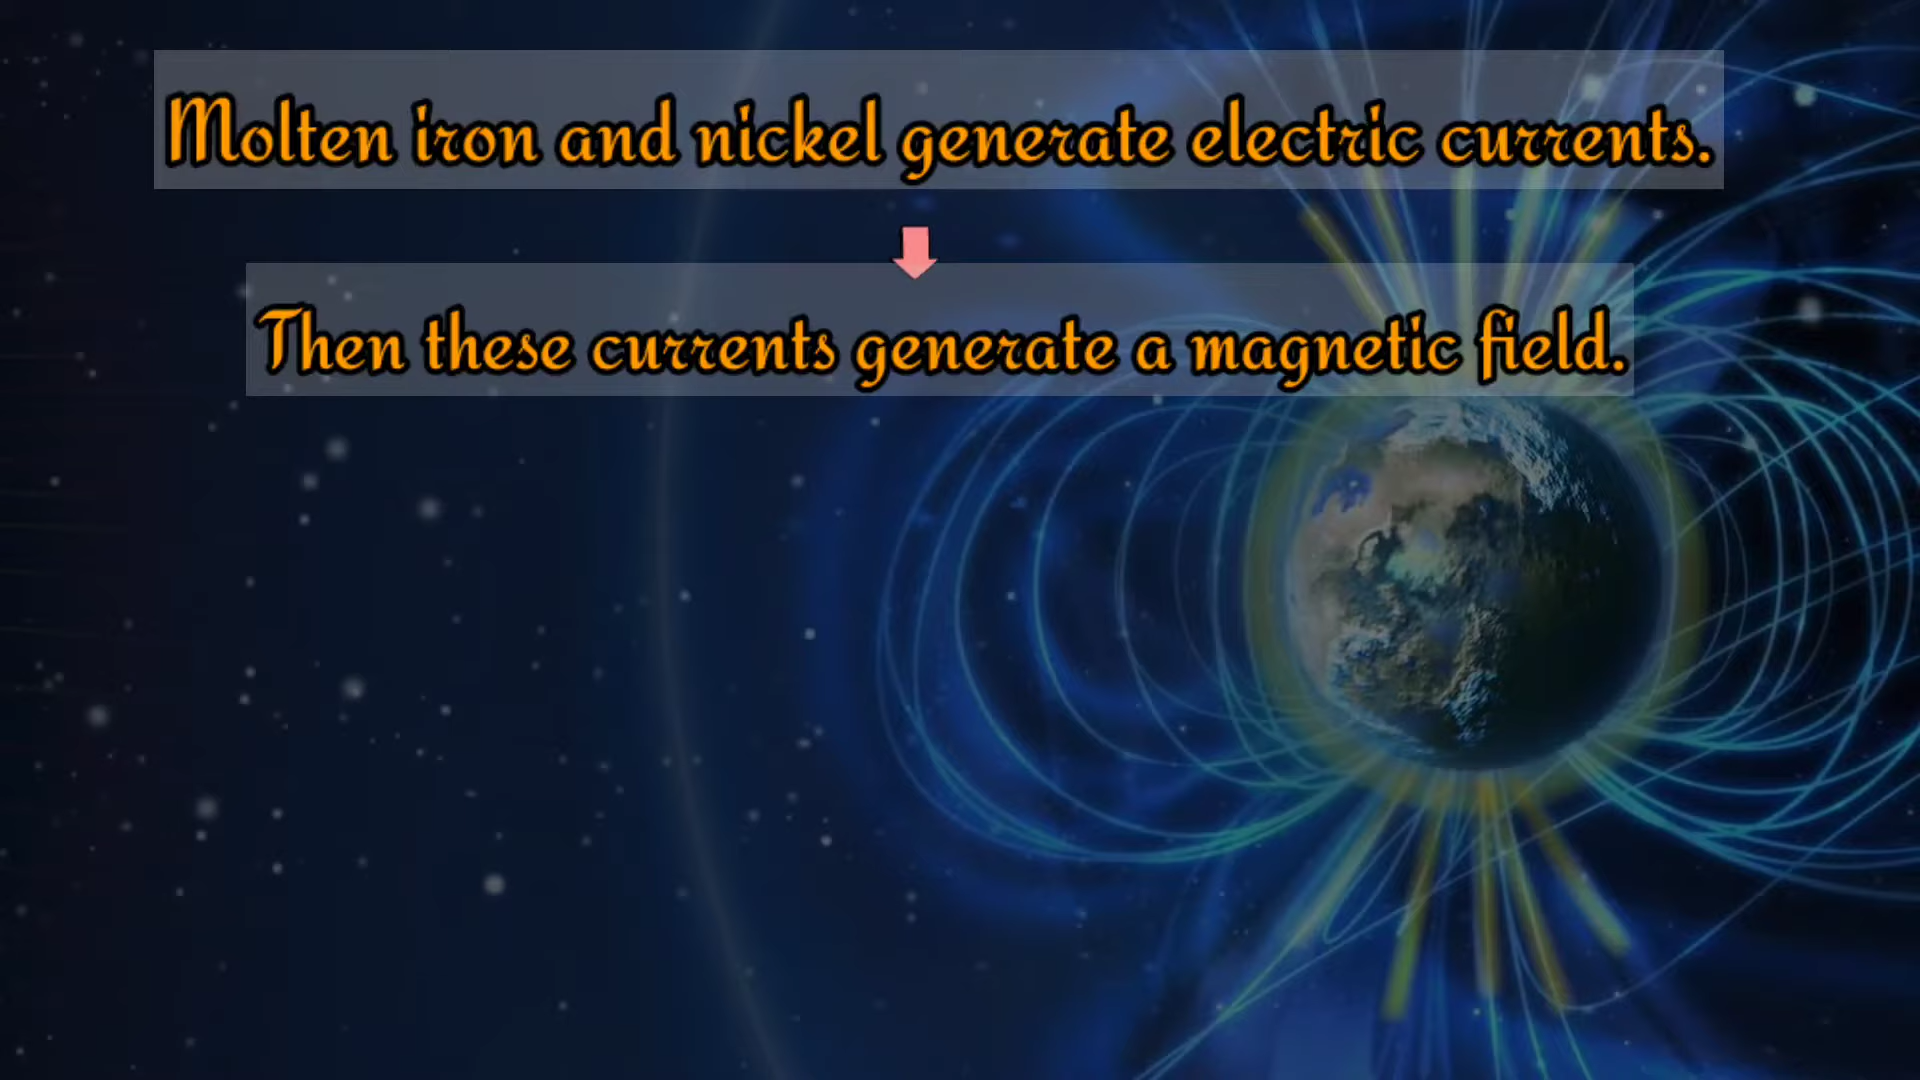 Molten iron and nickel generate electric currents.
Then these currents generate a magnetic field.